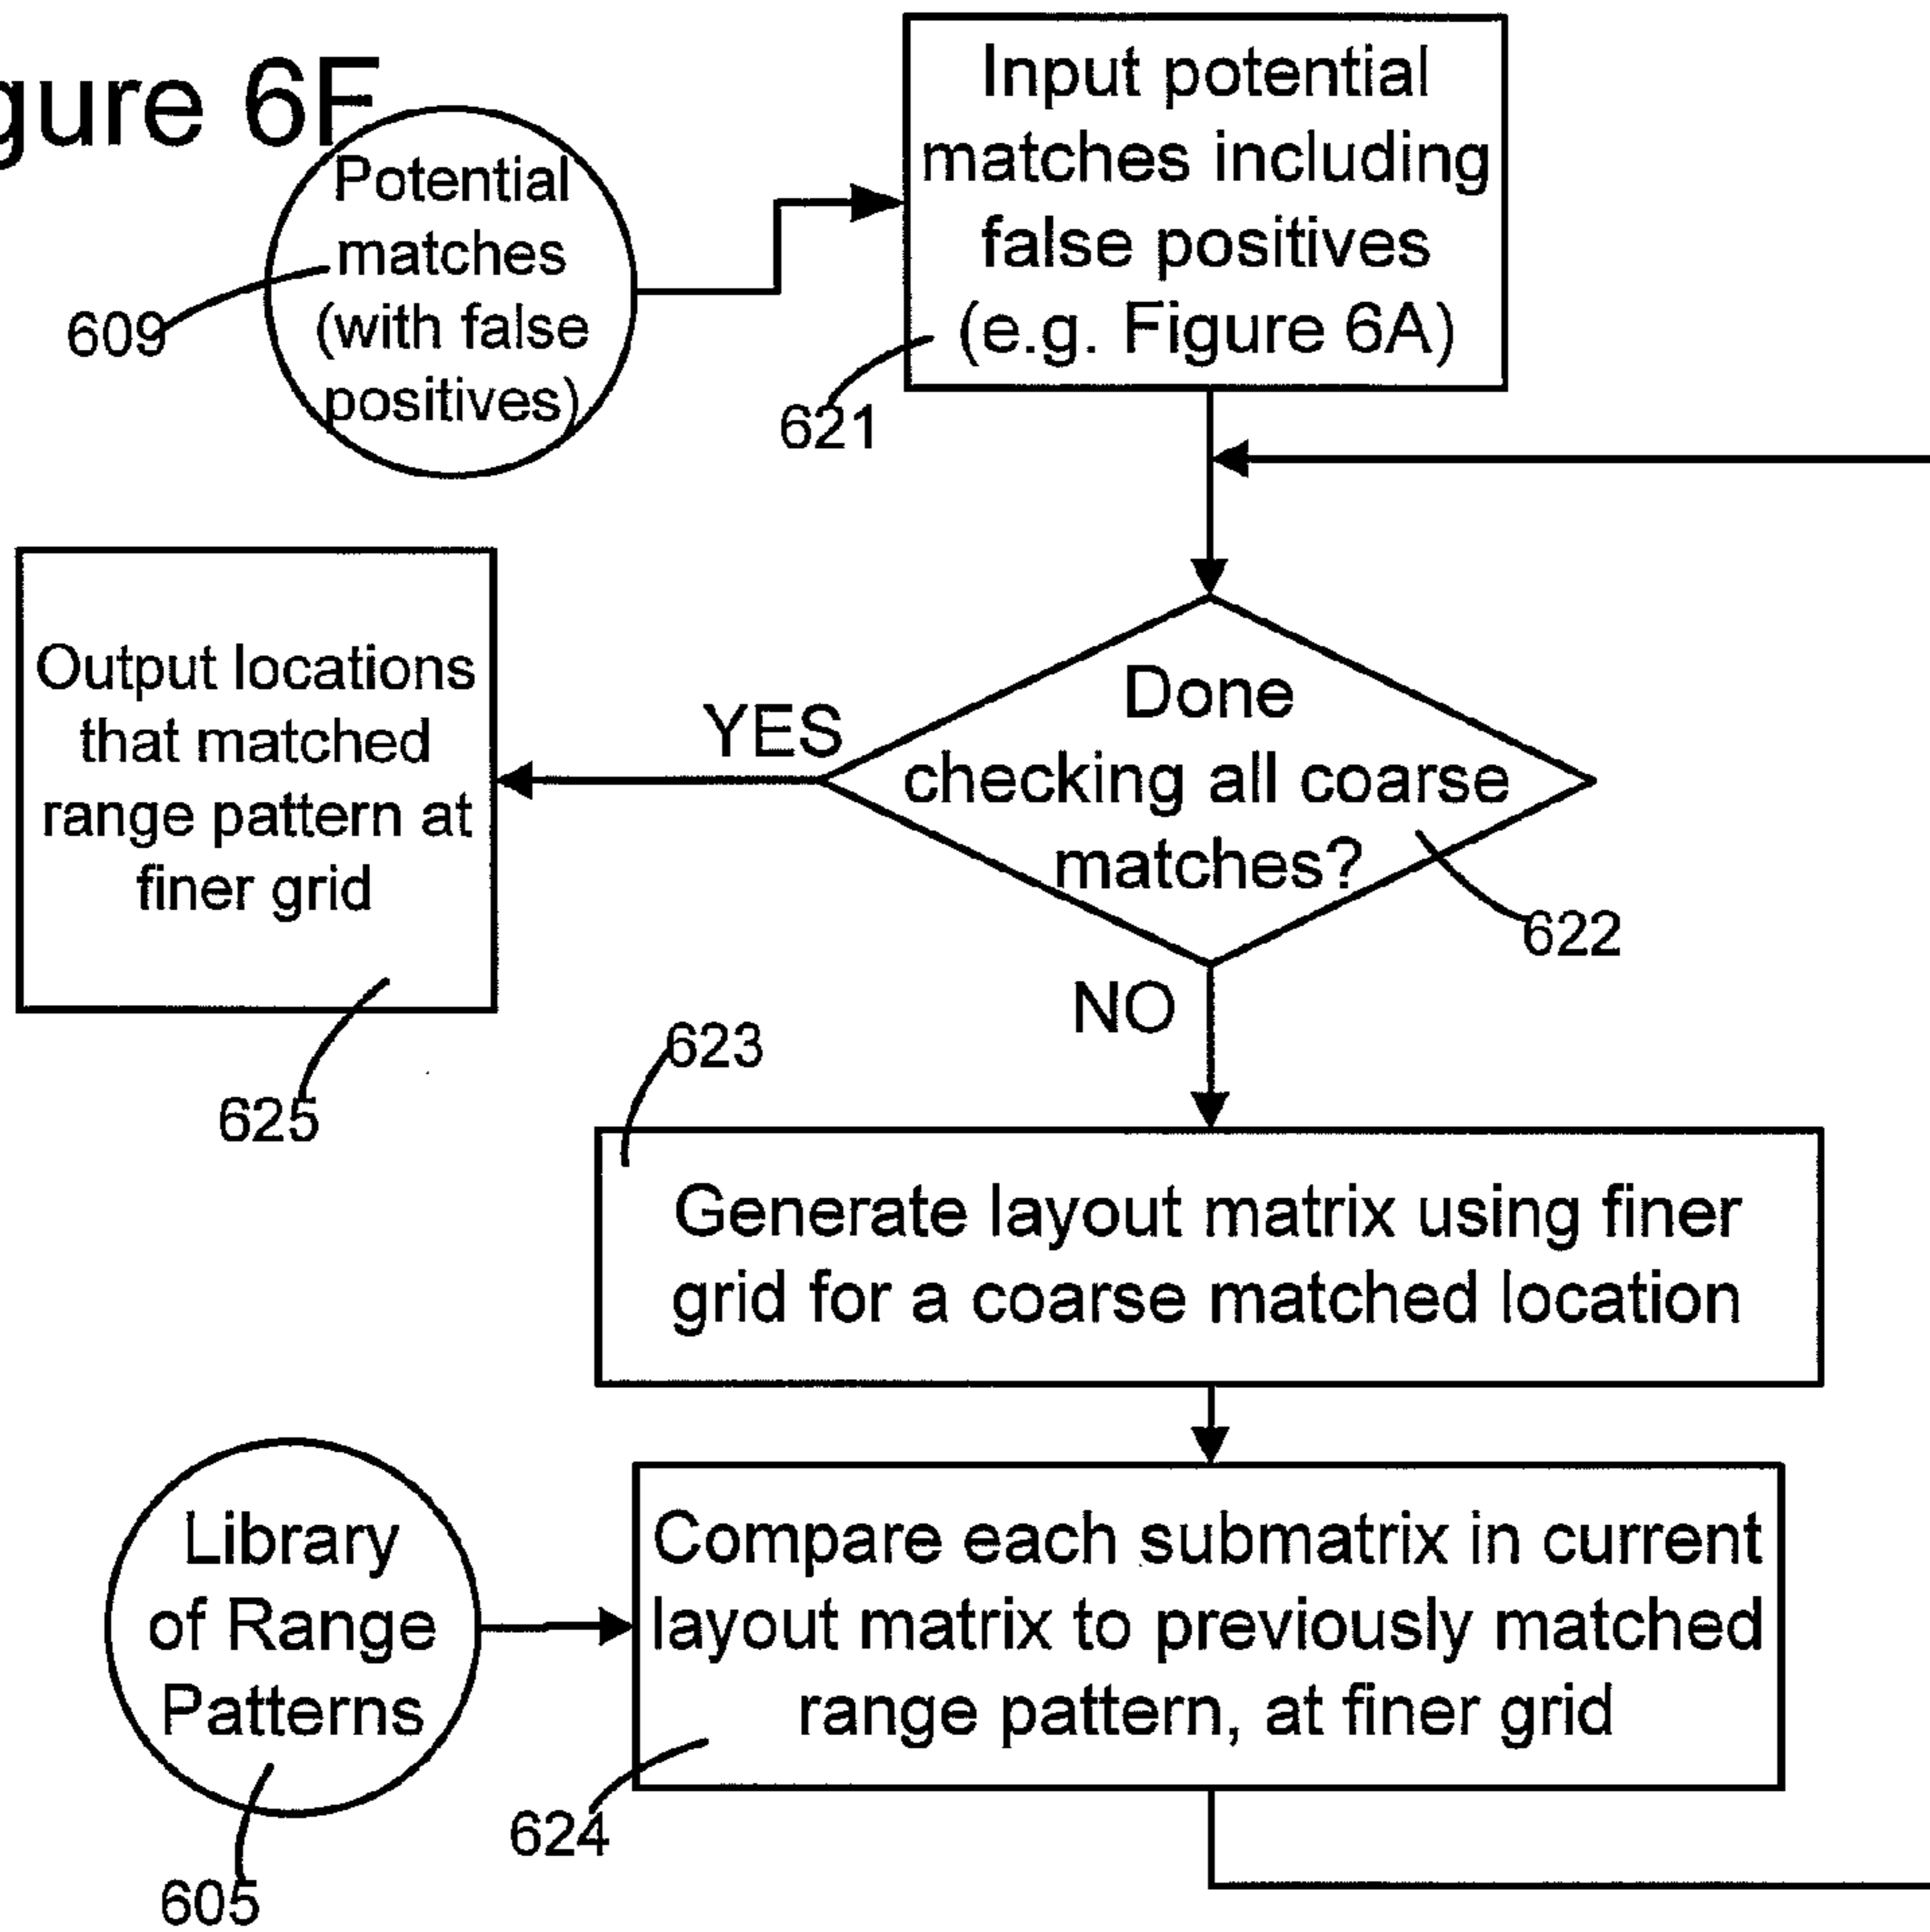 gure 6F
Potential
matches
(with false
positives)
609
Input potential
matches including
false positives
(e.g. Figure 6A)
621
Done
checking all coarse
matches?
622
YES
Output locations
that matched
range pattern at
finer grid
625
NO
623
Generate layout matrix using finer
grid for a coarse matched location
Library
of Range
Patterns
605
Compare each submatrix in current
layout matrix to previously matched
range pattern, at finer grid
624